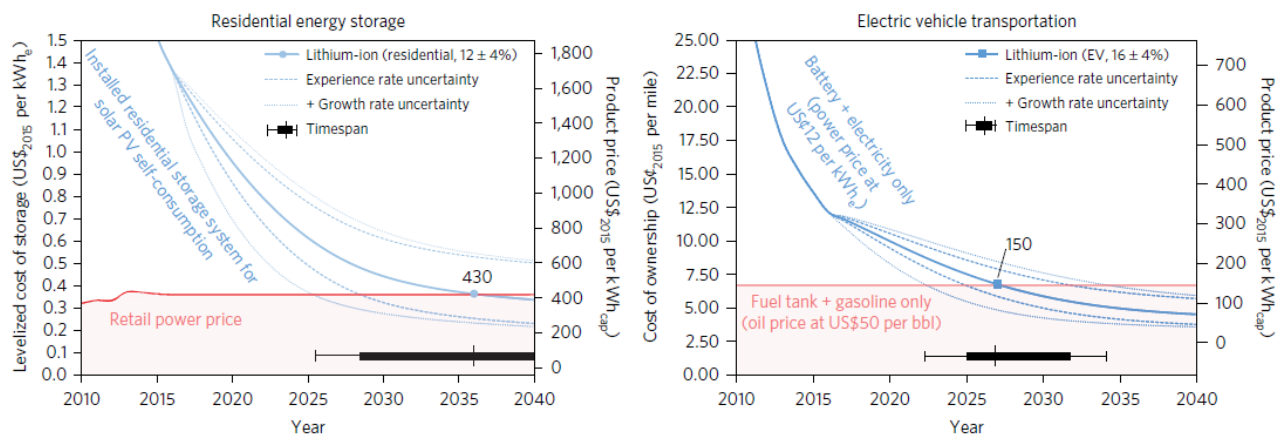 Residential energy storage
Levelized cost of storage (US$2015 per kWhe)
1.5
1.4
1.3
1.2
1.1
1.0
0.9
0.8
0.7
0.6
0.5
0.4
0.3
0.2
0.1
0.0
Installed residential storage system for
solar PV self-consumption
Lithium-ion (residential, 12 ± 4%)
Experience rate uncertainty
+ Growth rate uncertainty
Timespan
430
Retail power price
1,800
1,600
1,400
1,200
1,000
800
600
400
200
0
Product price (US$2015 per kWhcap)
2010
2015
2020
2025
2030
2035
2040
Year
Electric vehicle transportation
Cost of ownership (US¢2015 per mile)
25.00
22.50
20.00
17.50
15.00
12.50
10.00
7.50
5.00
2.50
0.00
Battery + electricity only
(power price at
US¢12 per kWhe)
Lithium-ion (EV, 16 ± 4%)
Experience rate uncertainty
+ Growth rate uncertainty
Timespan
150
Fuel tank + gasoline only
(oil price at US$50 per bbl)
700
600
500
400
300
200
100
0
Product price (US$2015 per kWhcap)
2010
2015
2020
2025
2030
2035
2040
Year